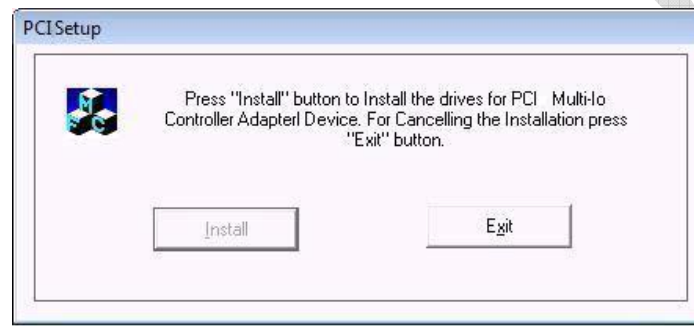 PCISetup
Press "Install" button to Install the drives for PCI Multi-Io
Controller Adapterl Device. For Cancelling the Installation press
"Exit" button.
Install
Exit